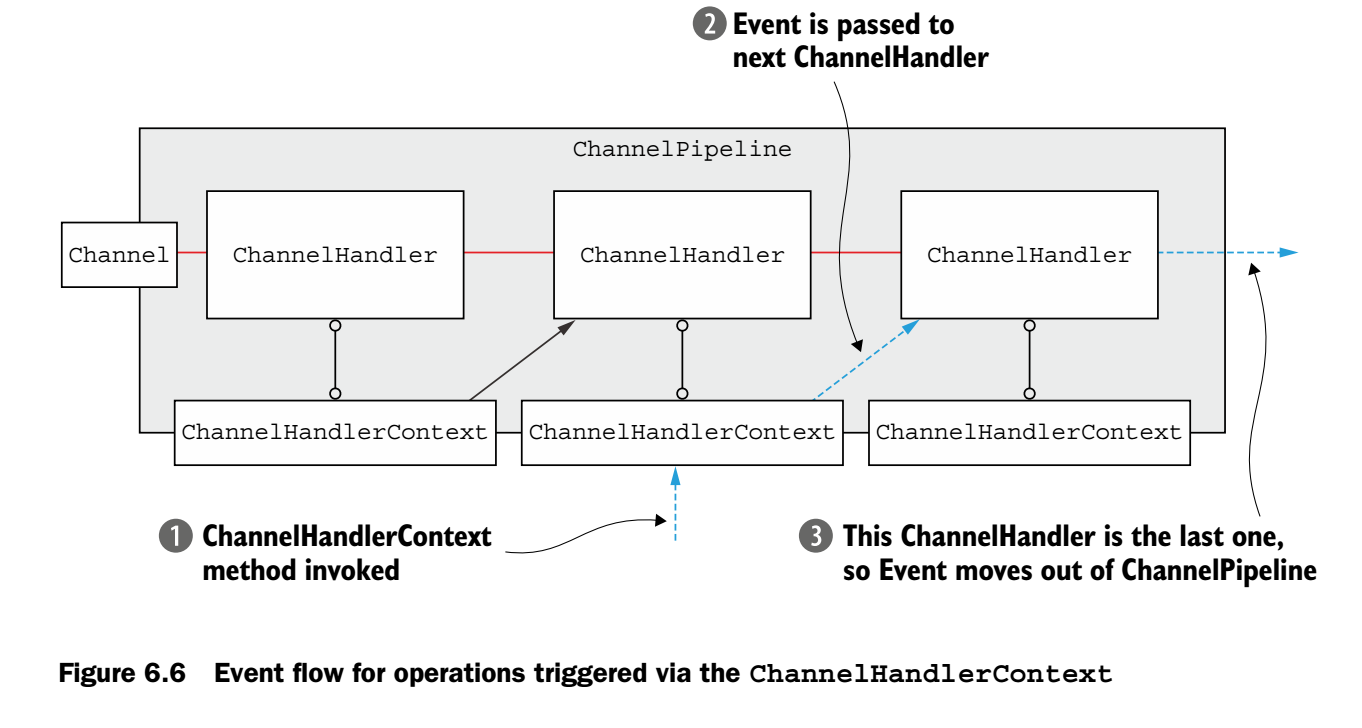 2 Event is passed to
next ChannelHandler
ChannelPipeline
Channel
ChannelHandler
ChannelHandler
ChannelHandler
ChannelHandlerContext
ChannelHandlerContext
ChannelHandlerContext
1 ChannelHandlerContext
method invoked
3 This ChannelHandler is the last one,
so Event moves out of ChannelPipeline
Figure 6.6 Event flow for operations triggered via the ChannelHandlerContext